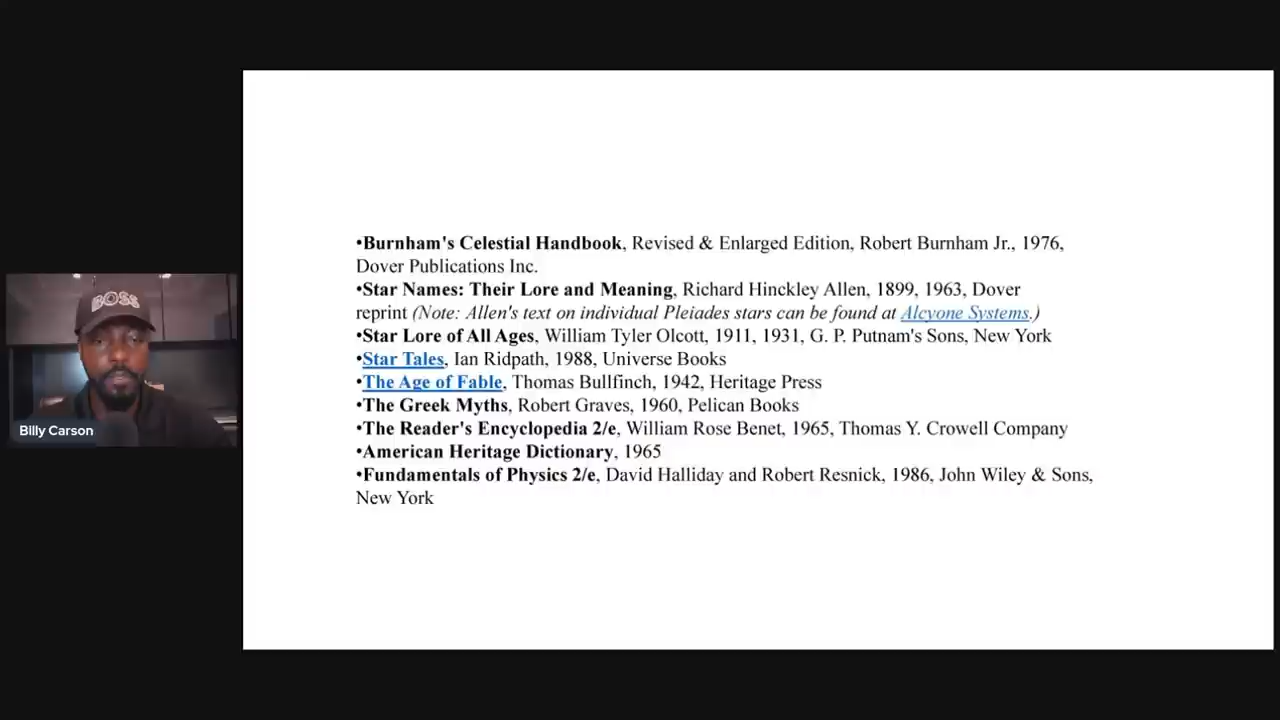 •Burnham's Celestial Handbook, Revised & Enlarged Edition, Robert Burnham Jr., 1976,
Dover Publications Inc.
•Star Names: Their Lore and Meaning, Richard Hinckley Allen, 1899, 1963, Dover
reprint (Note: Allen's text on individual Pleiades stars can be found at Alcyone Systems.)
•Star Lore of All Ages, William Tyler Olcott, 1911, 1931, G. P. Putnam's Sons, New York
•Star Tales, Ian Ridpath, 1988, Universe Books
•The Age of Fable, Thomas Bullfinch, 1942, Heritage Press
•The Greek Myths, Robert Graves, 1960, Pelican Books
•The Reader's Encyclopedia 2/e, William Rose Benet, 1965, Thomas Y. Crowell Company
•American Heritage Dictionary, 1965
•Fundamentals of Physics 2/e, David Halliday and Robert Resnick, 1986, John Wiley & Sons,
New York
BOSS
Billy Carson